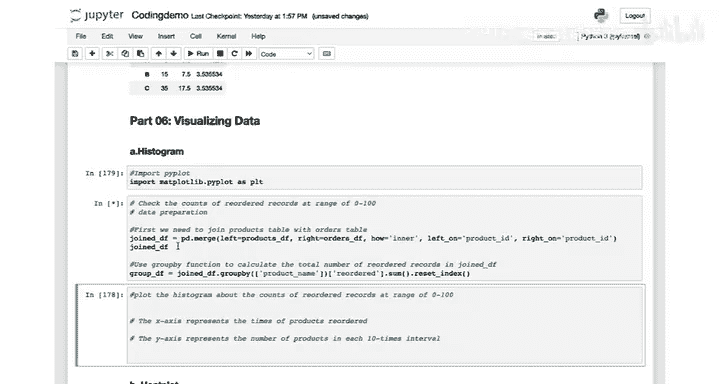 jupyter Codingdemo Last Checkpoint: Yesterday at 1:57 PM (unsaved changes)
Logout
File Edit View Insert Cell Kernel Help
Run Code
B 15 7.5 3.535534
C 35 17.5 3.535534
Part 06: Visualizing Data
a.Histogram
In [179]: #Import pyplot
import matplotlib.pyplot as plt
In [*]: # Check the counts of reordered records at range of 0-100
# data preparation
#First we need to join products table with orders table
joined_df = pd.merge(left=products_df, right=orders_df, how='inner', left_on='product_id', right_on='product_id')
joined_df
#Use groupby function to calculate the total number of reordered records in joined_df
group_df = joined_df.groupby(['product_name'])['reordered'].sum().reset_index()
In [178]: #plot the histogram about the counts of reordered records at range of 0-100
# The x-axis represents the times of products reordered
# The y-axis represents the number of products in each 10-times interval